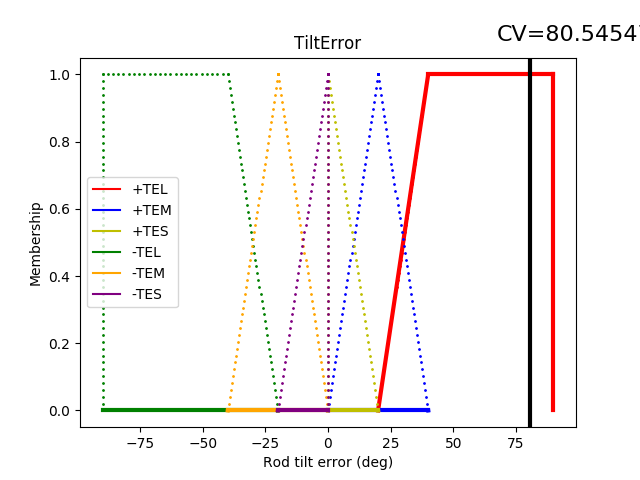 CV=80.5454
TiltError
1.0
0.8
0.6
0.4
0.2
0.0
Membership
+TEL
+TEM
+TES
-TEL
-TEM
-TES
−75
−50
−25
0
25
50
75
Rod tilt error (deg)